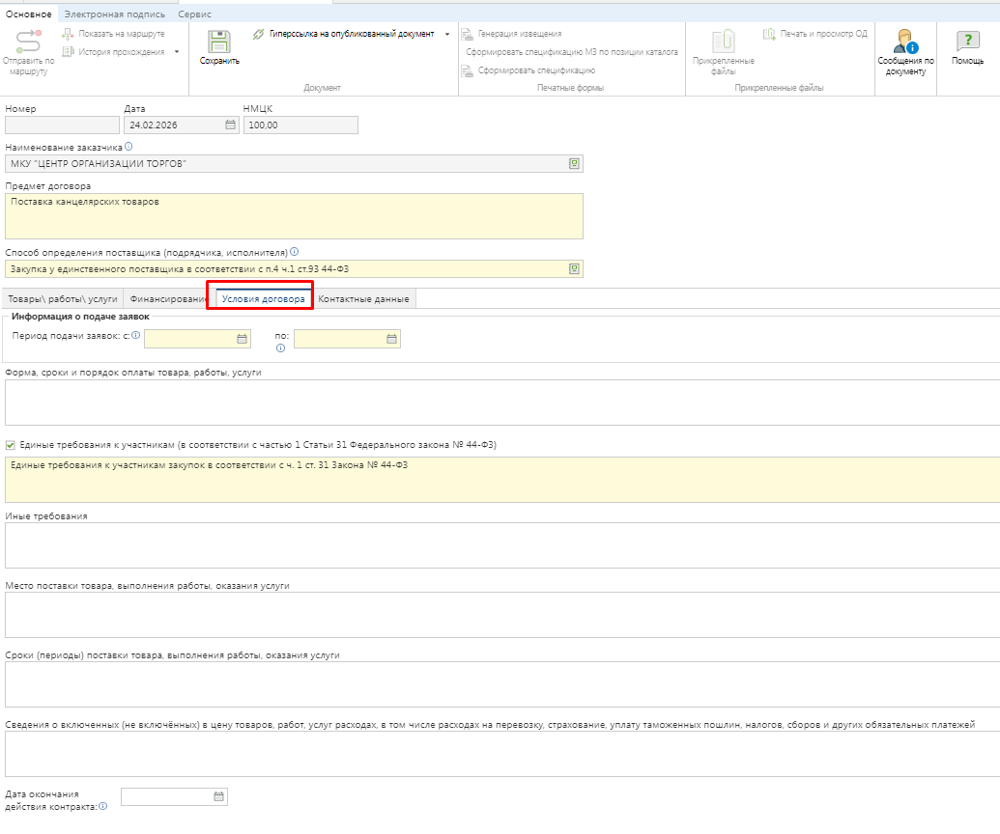 Основное Электронная подпись Сервис
Отправить по маршруту
Показать на маршруте
История прохождения
Сохранить
Гиперссылка на опубликованный документ
Документ
Генерация извещения
Сформировать спецификацию МЗ по позиции каталога
Сформировать спецификацию
Печатные формы
Прикрепленные файлы
Печать и просмотр ОД
Прикрепленные файлы
Сообщения по документу
Помощь
Номер Дата НМЦК
24.02.2026 100,00
Наименование заказчика
МКУ "ЦЕНТР ОРГАНИЗАЦИИ ТОРГОВ"
Предмет договора
Поставка канцелярских товаров
Способ определения поставщика (подрядчика, исполнителя)
Закупка у единственного поставщика в соответствии с п.4 ч.1 ст.93 44-ФЗ
Товары\ работы\ услуги Финансирование Условия договора Контактные данные
Информация о подаче заявок
Период подачи заявок: с: по:
Форма, сроки и порядок оплаты товара, работы, услуги
Единые требования к участникам (в соответствии с частью 1 Статьи 31 Федерального закона № 44-ФЗ)
Единые требования к участникам закупок в соответствии с ч. 1 ст. 31 Закона № 44-ФЗ
Иные требования
Место поставки товара, выполнения работы, оказания услуги
Сроки (периоды) поставки товара, выполнения работы, оказания услуги
Сведения о включенных (не включённых) в цену товаров, работ, услуг расходах, в том числе расходах на перевозку, страхование, уплату таможенных пошлин, налогов, сборов и других обязательных платежей
Дата окончания
действия контракта: